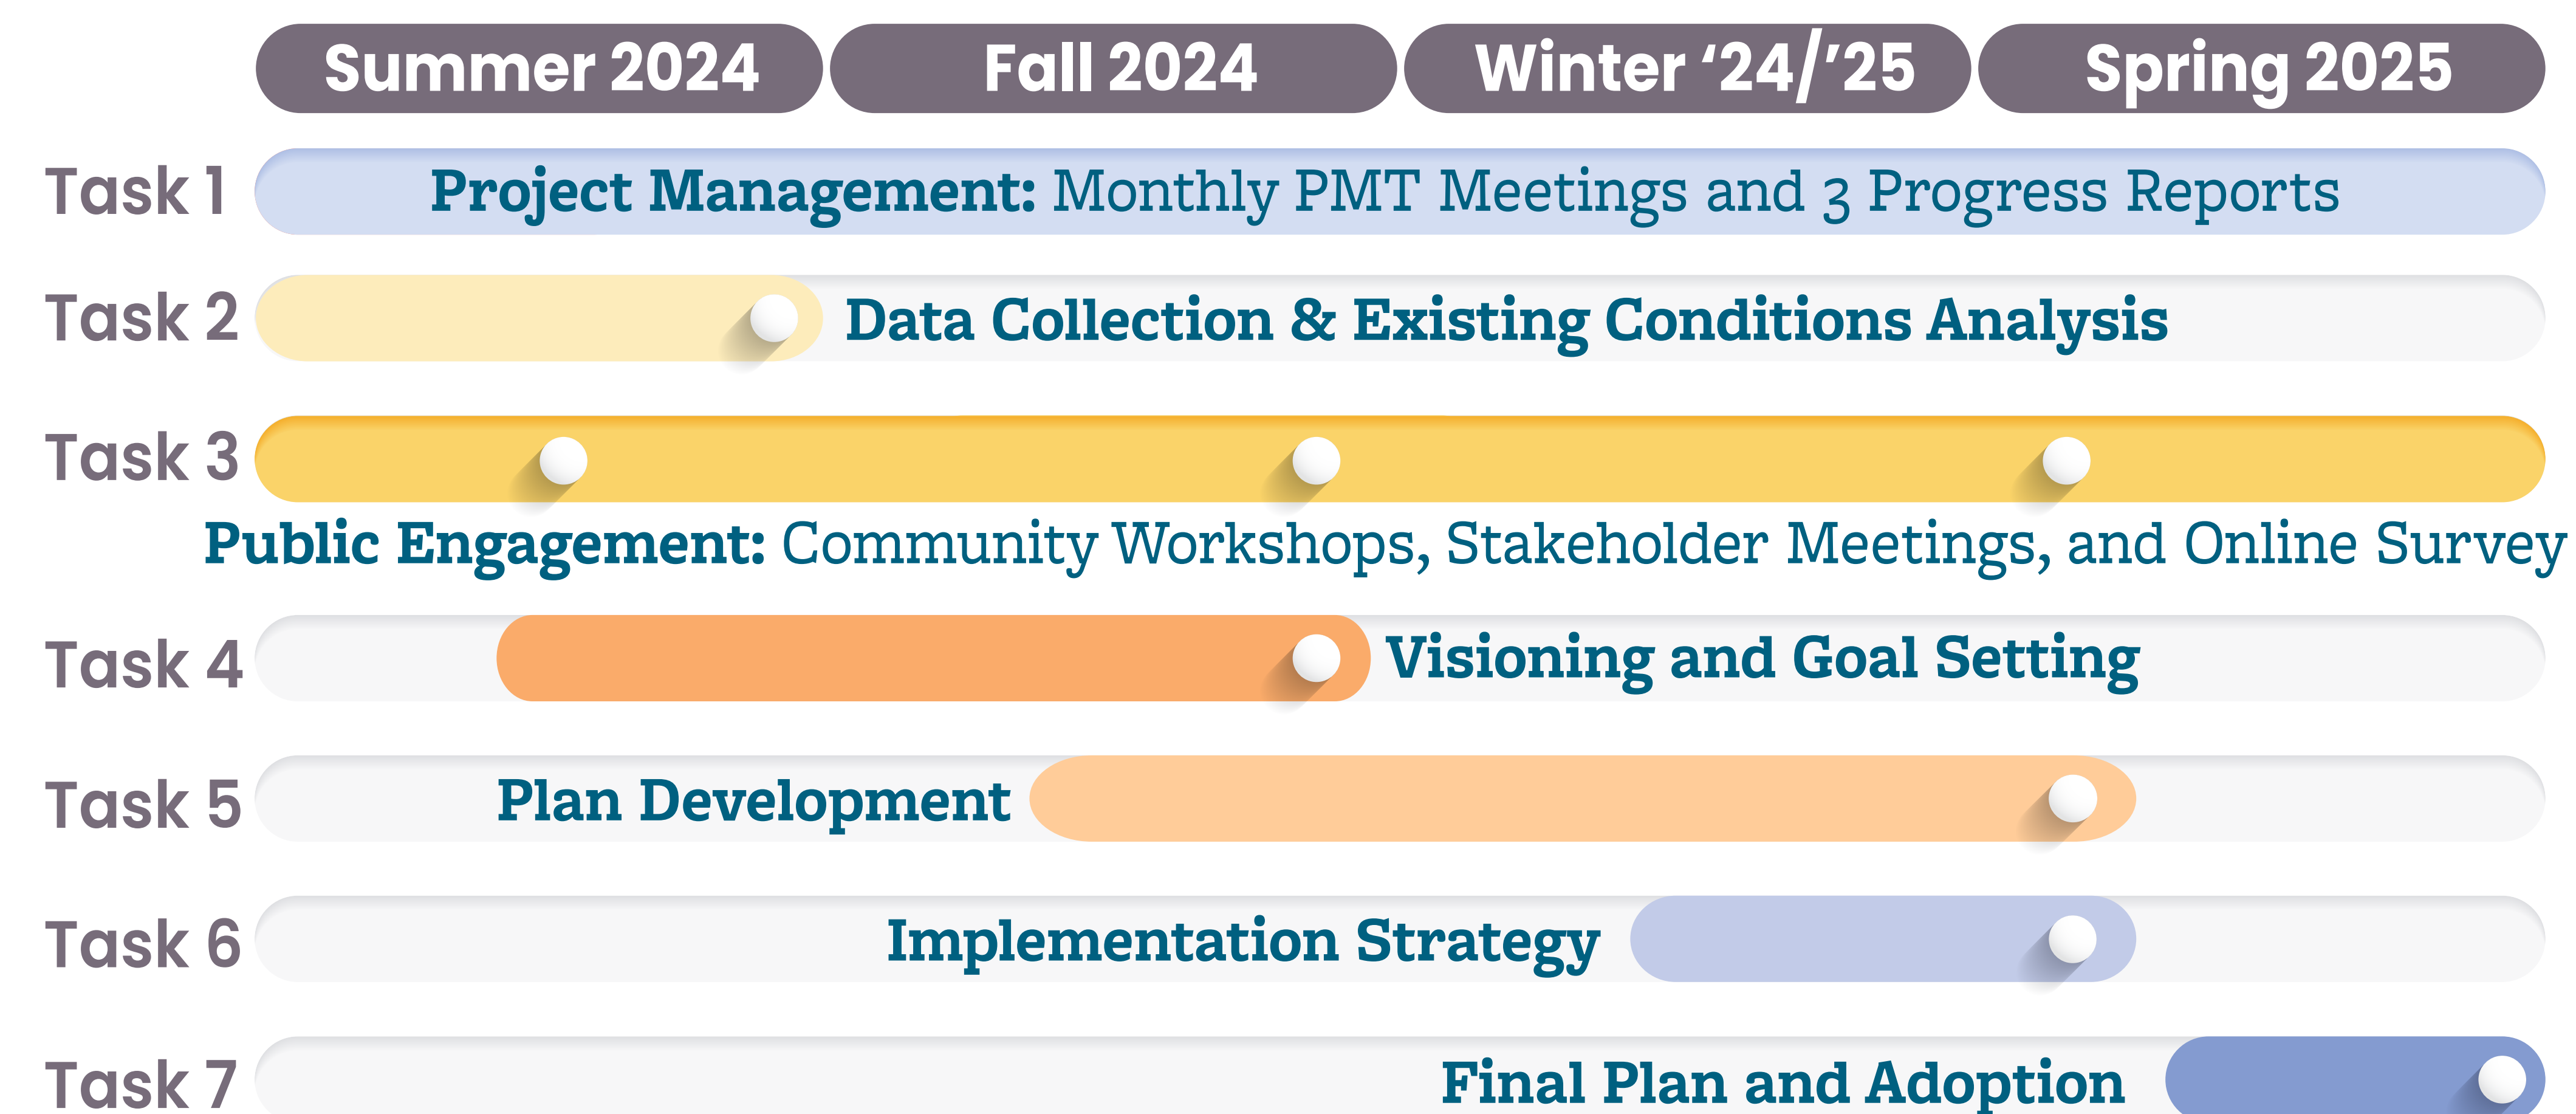 Summer 2024 Fall 2024 Winter ‘24/’25 Spring 2025
Task 1 Project Management: Monthly PMT Meetings and 3 Progress Reports
Task 2 Data Collection & Existing Conditions Analysis
Task 3
Public Engagement: Community Workshops, Stakeholder Meetings, and Online Survey
Task 4 Visioning and Goal Setting
Task 5 Plan Development
Task 6 Implementation Strategy
Task 7 Final Plan and Adoption